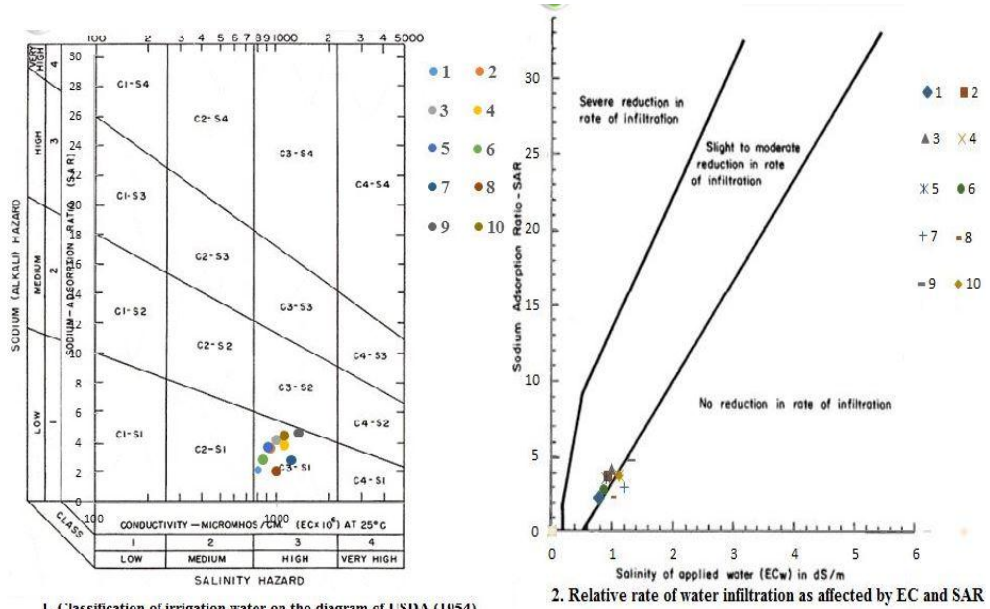 100 2 3 4 5 6 7 8 9 1000 2 3 4 5000
VERY HIGH
HIGH
MEDIUM
LOW
4
3
2
1
SODIUM (ALKALI) HAZARD
SODIUM-ADSORPTION RATIO (SAR)
30
28
26
24
22
20
18
16
14
12
10
8
6
4
2
0
C1-S4
C2-S4
C3-S4
C4-S4
C1-S3
C2-S3
C3-S3
C4-S3
C1-S2
C2-S2
C3-S2
C4-S2
C1-S1
C2-S1
C3-S1
C4-S1
1 2
3 4
5 6
7 8
9 10
100 1000
CLASS
CONDUCTIVITY — MICROMHOS/CM. (ECx10⁶) AT 25°C
1 2 3 4
LOW MEDIUM HIGH VERY HIGH
SALINITY HAZARD
1. Classification of irrigation water on the diagram of USDA (1954)
Severe reduction in
rate of infiltration
Slight to moderate
reduction in rate
of infiltration
No reduction in rate of infiltration
Sodium Adsorption Ratio - SAR
30
25
20
15
10
5
0
0 1 2 3 4 5 6
Salinity of applied water (ECw) in dS/m
1 2
3 4
5 6
7 8
9 10
2. Relative rate of water infiltration as affected by EC and SAR